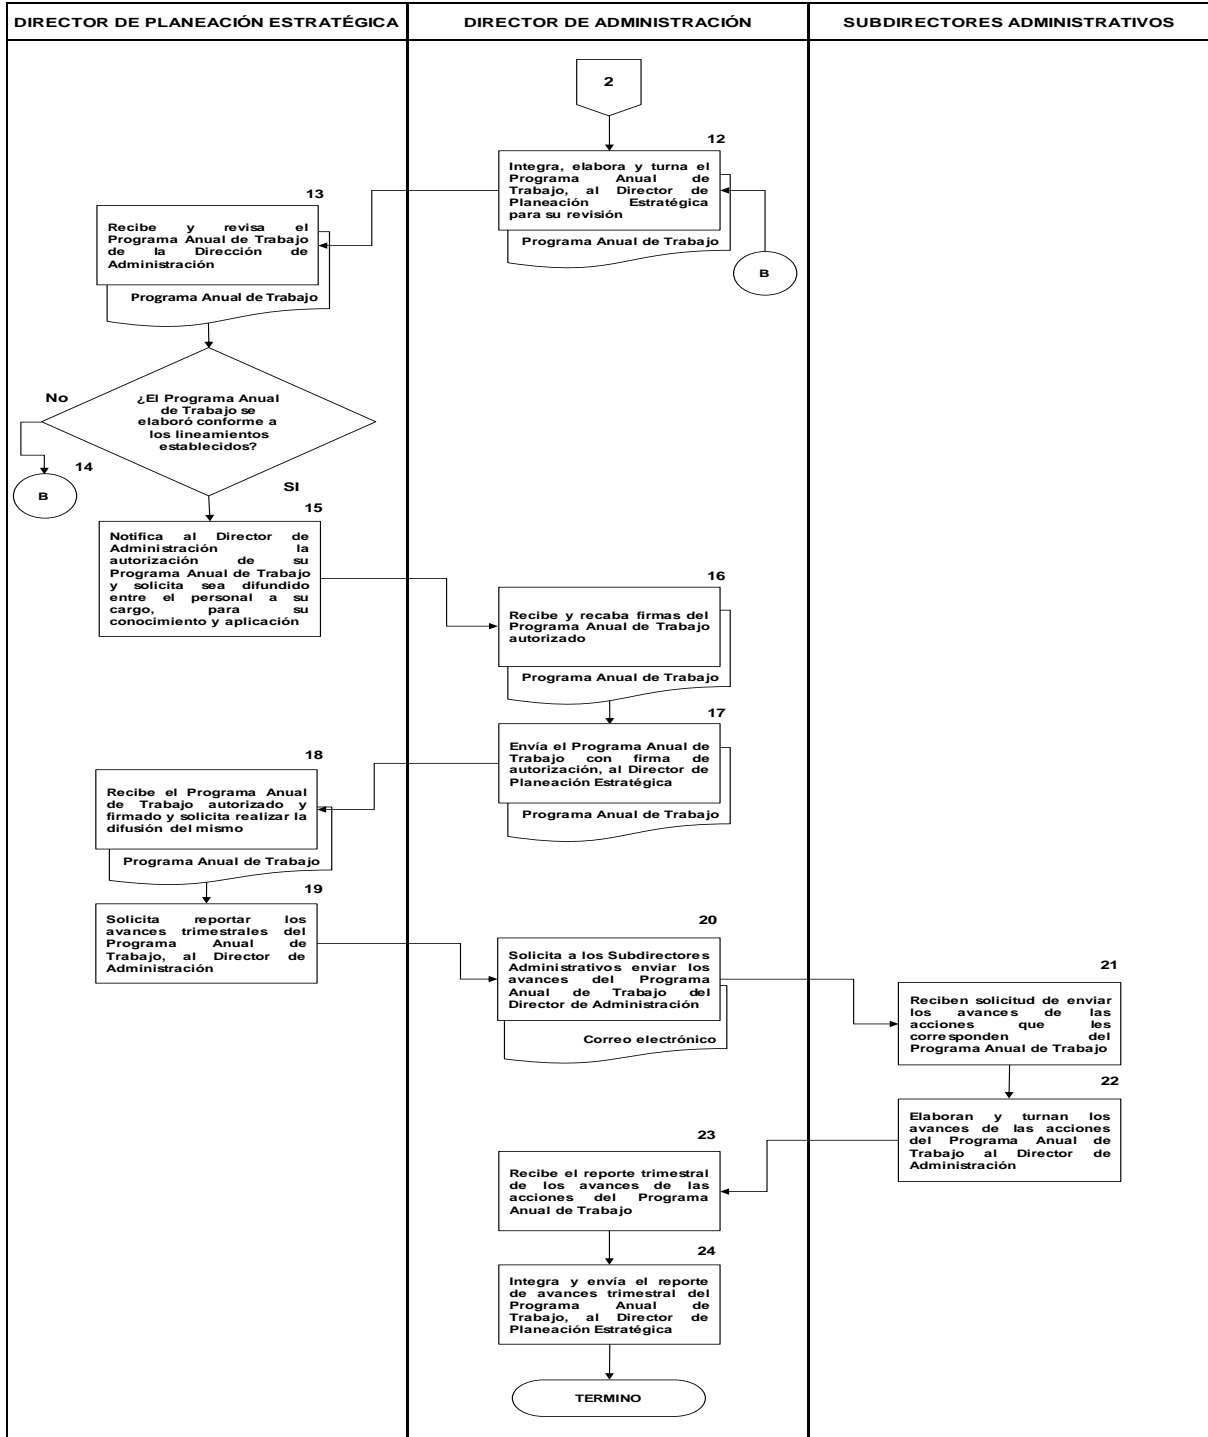 DIRECTOR DE PLANEACIÓN ESTRATÉGICA
DIRECTOR DE ADMINISTRACIÓN
SUBDIRECTORES ADMINISTRATIVOS
2
12
Integra, elabora y turna el
Programa Anual de
Trabajo, al Director de
Planeación Estratégica
para su revisión
Programa Anual de Trabajo
B
13
Recibe y revisa el
Programa Anual de Trabajo
de la Dirección de
Administración
Programa Anual de Trabajo
No
¿El Programa Anual
de Trabajo se
elaboró conforme a
los lineamientos
establecidos?
14
B
SI
15
Notifica al Director de
Administración la
autorización de su
Programa Anual de Trabajo
y solicita sea difundido
entre el personal a su
cargo, para su
conocimiento y aplicación
16
Recibe y recaba firmas del
Programa Anual de Trabajo
autorizado
Programa Anual de Trabajo
17
Envía el Programa Anual de
Trabajo con firma de
autorización, al Director de
Planeación Estratégica
Programa Anual de Trabajo
18
Recibe el Programa Anual
de Trabajo autorizado y
firmado y solicita realizar la
difusión del mismo
Programa Anual de Trabajo
19
Solicita reportar los
avances trimestrales del
Programa Anual de
Trabajo, al Director de
Administración
20
Solicita a los Subdirectores
Administrativos enviar los
avances del Programa
Anual de Trabajo del
Director de Administración
Correo electrónico
21
Reciben solicitud de enviar
los avances de las
acciones que les
corresponden del
Programa Anual de Trabajo
22
Elaboran y turnan los
avances de las acciones
del Programa Anual de
Trabajo al Director de
Administración
23
Recibe el reporte trimestral
de los avances de las
acciones del Programa
Anual de Trabajo
24
Integra y envía el reporte
de avances trimestral del
Programa Anual de
Trabajo, al Director de
Planeación Estratégica
TERMINO